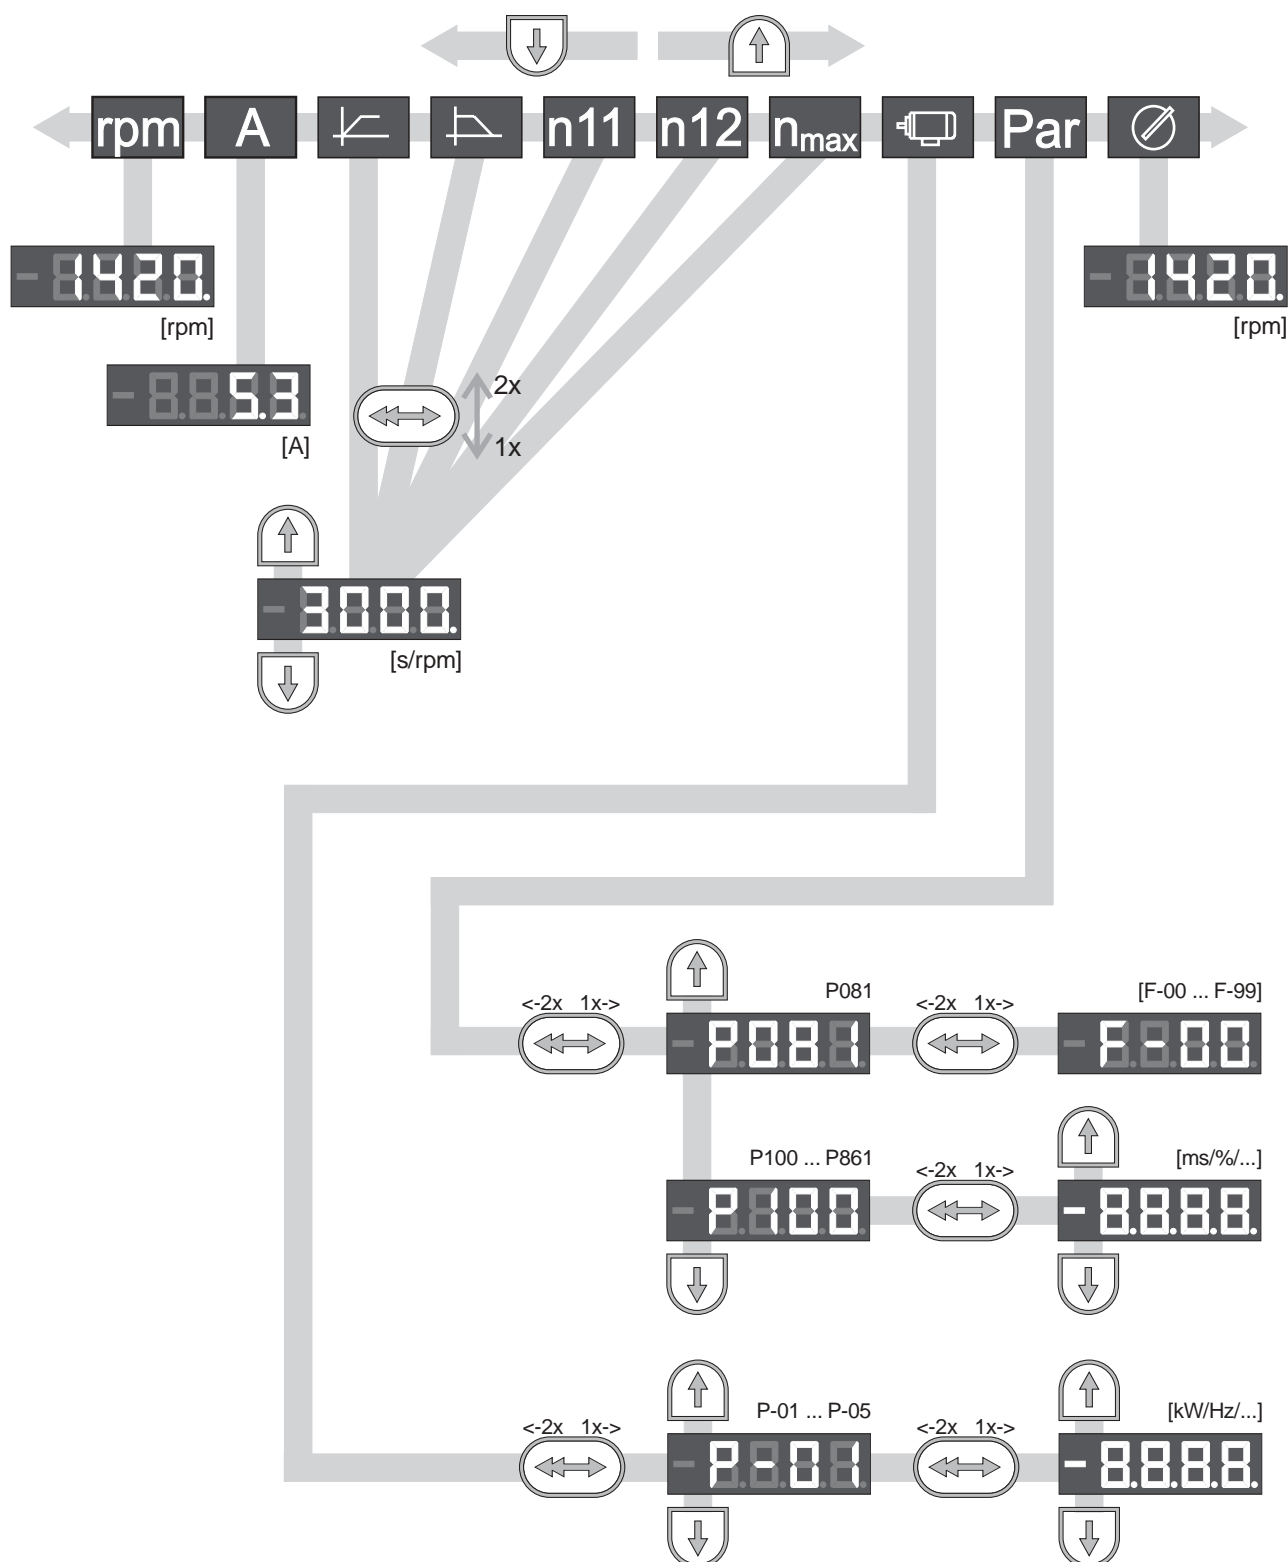 rpm A n11 n12 nmax Par
1420.
[rpm]
1420.
[rpm]
5.3
[A]
2x
1x
3000.
[s/rpm]
P081
[F-00 ... F-99]
<-2x 1x->
<-2x 1x->
P081
F-00
P100 ... P861
[ms/%/...]
<-2x 1x->
P100
-8.8.8.8.
P-01 ... P-05
[kW/Hz/...]
<-2x 1x->
<-2x 1x->
P-01
-8.8.8.8.